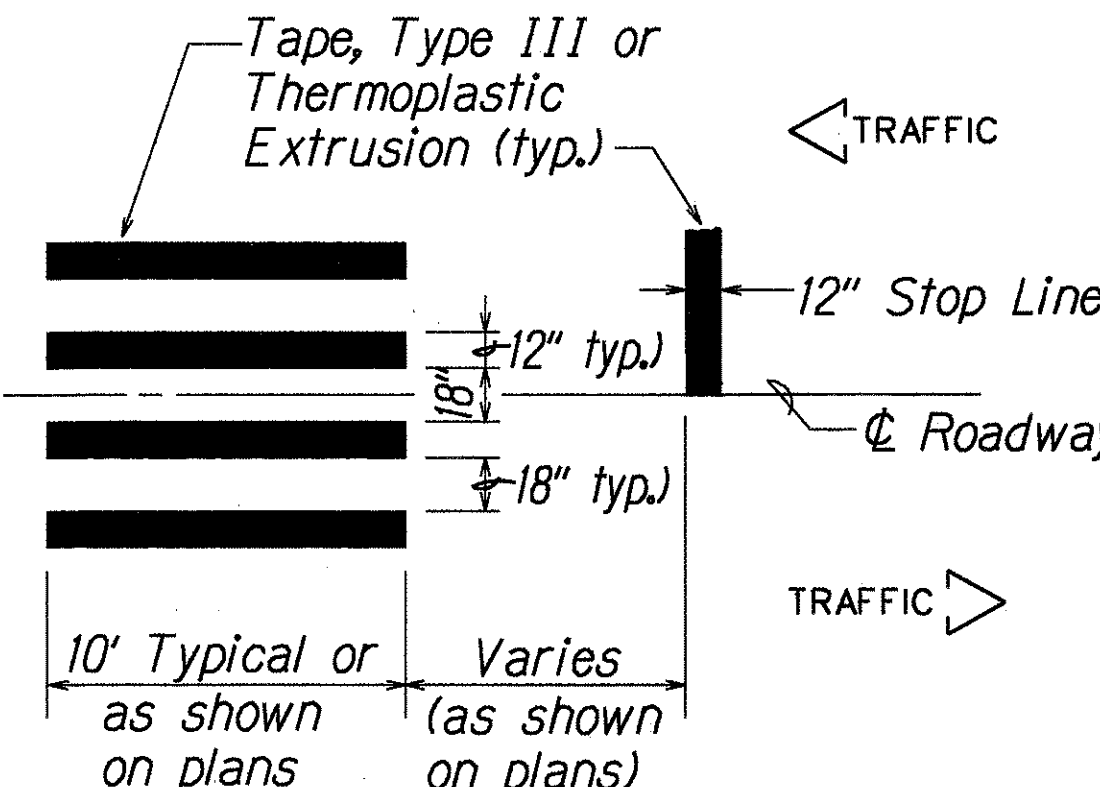 Tape, Type III or
Thermoplastic
Extrusion (typ.)
TRAFFIC
12" Stop Line
12" typ.)
18"
℄ Roadway
18" typ.)
TRAFFIC
10' Typical or
as shown
on plans
Varies
(as shown
on plans)